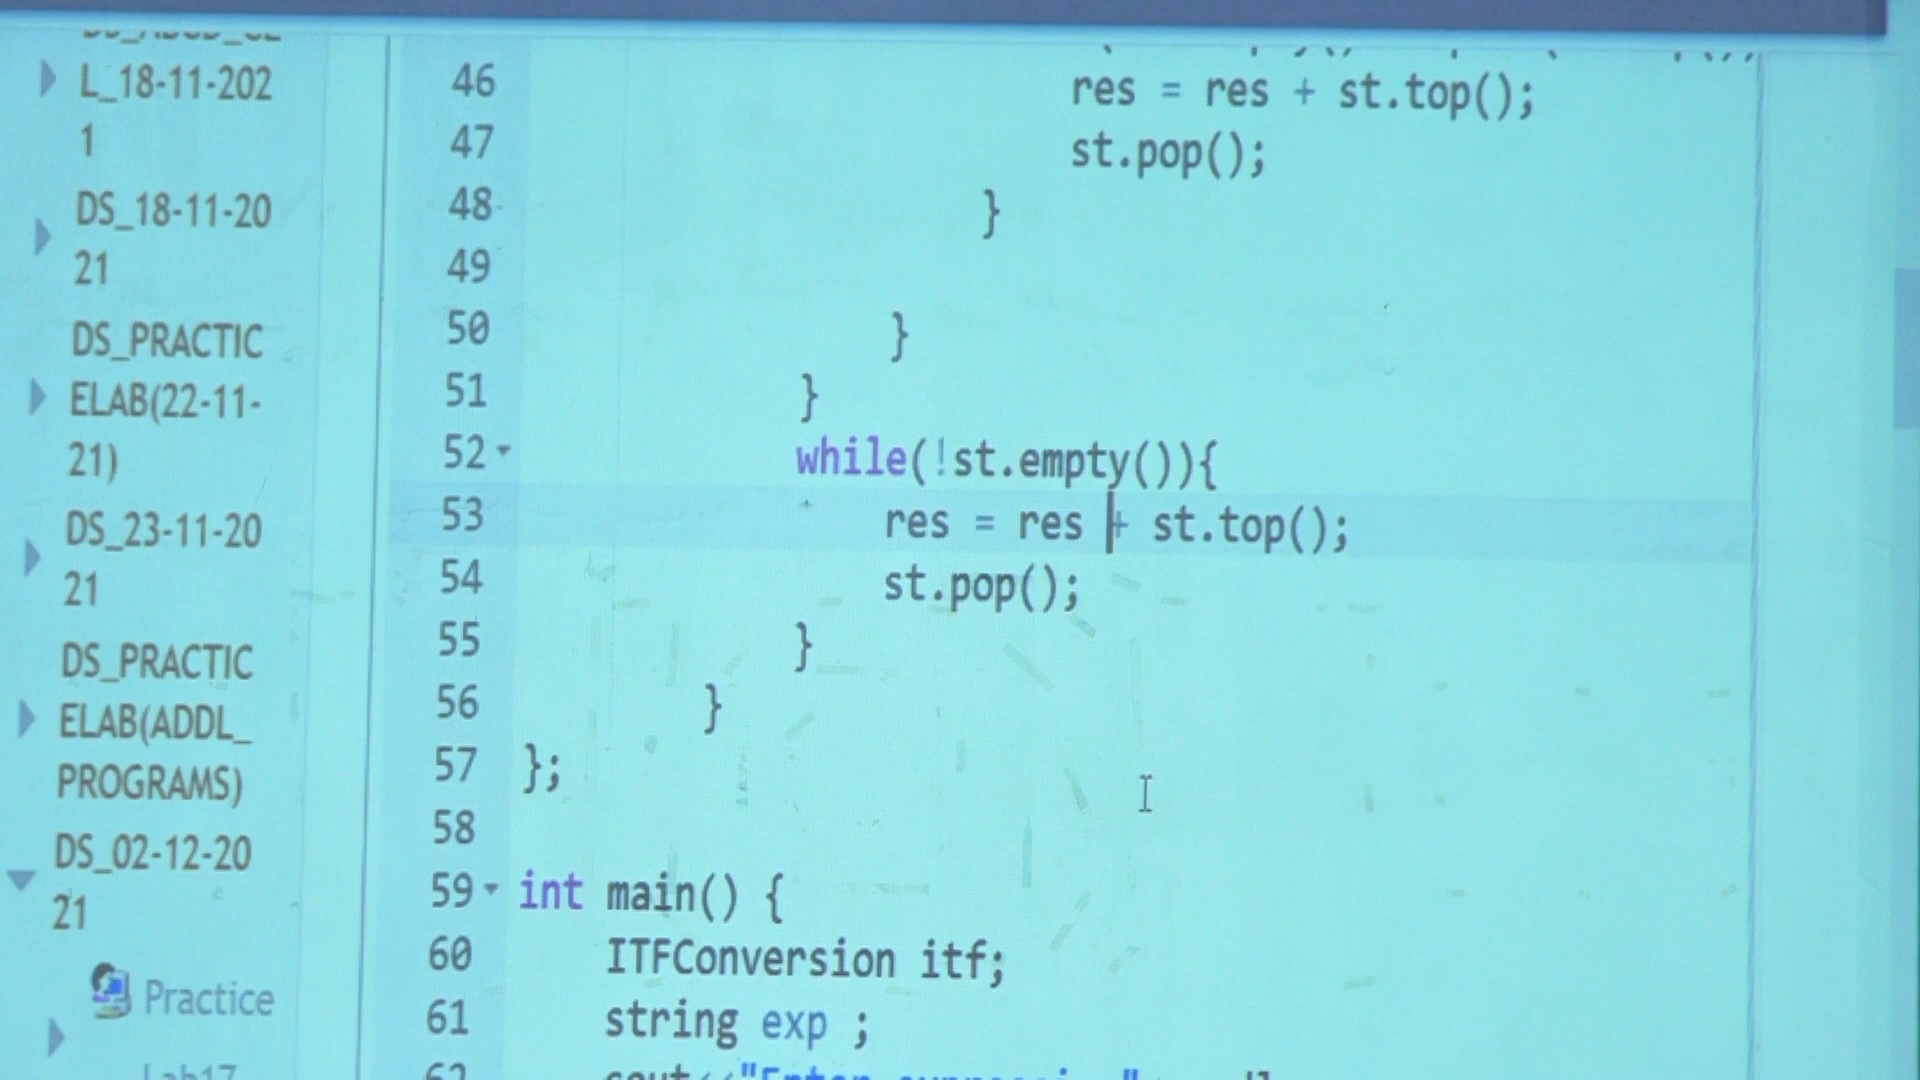 L_18-11-202
1
DS_18-11-20
21
DS_PRACTIC
ELAB(22-11-
21)
DS_23-11-20
21
DS_PRACTIC
ELAB(ADDL_
PROGRAMS)
DS_02-12-20
21
Practice
Lab17
46 res = res + st.top();
47 st.pop();
48 }
49
50 }
51 }
52 while(!st.empty()){
53 res = res + st.top();
54 st.pop();
55 }
56 }
57 };
58
59 int main() {
60 ITFConversion itf;
61 string exp ;
62